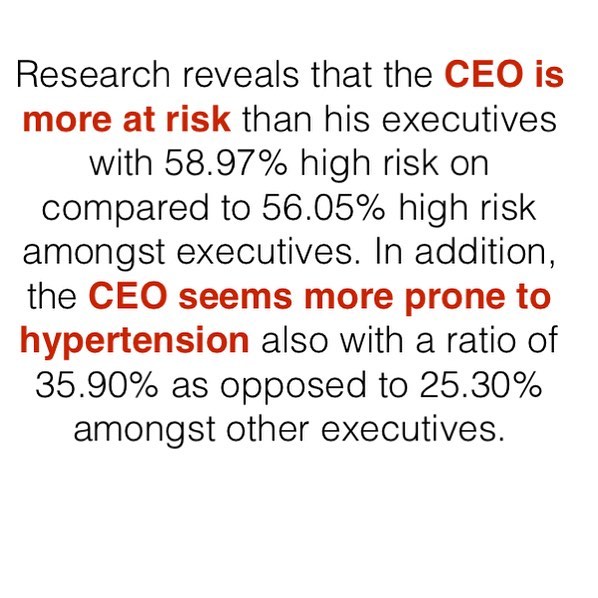 Research reveals that the CEO is
more at risk than his executives
with 58.97% high risk on
compared to 56.05% high risk
amongst executives. In addition,
the CEO seems more prone to
hypertension also with a ratio of
35.90% as opposed to 25.30%
amongst other executives.